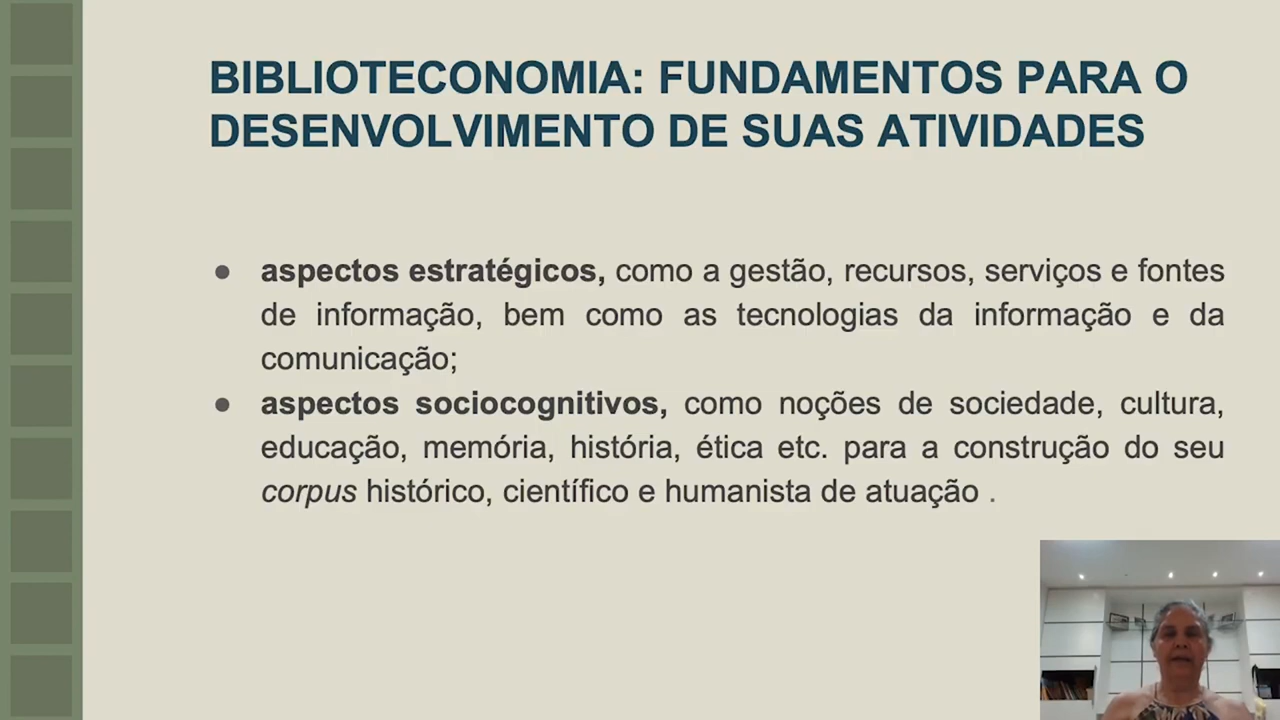 BIBLIOTECONOMIA: FUNDAMENTOS PARA O
DESENVOLVIMENTO DE SUAS ATIVIDADES
● aspectos estratégicos, como a gestão, recursos, serviços e fontes
de informação, bem como as tecnologias da informação e da
comunicação;
● aspectos sociocognitivos, como noções de sociedade, cultura,
educação, memória, história, ética etc. para a construção do seu
corpus histórico, científico e humanista de atuação .